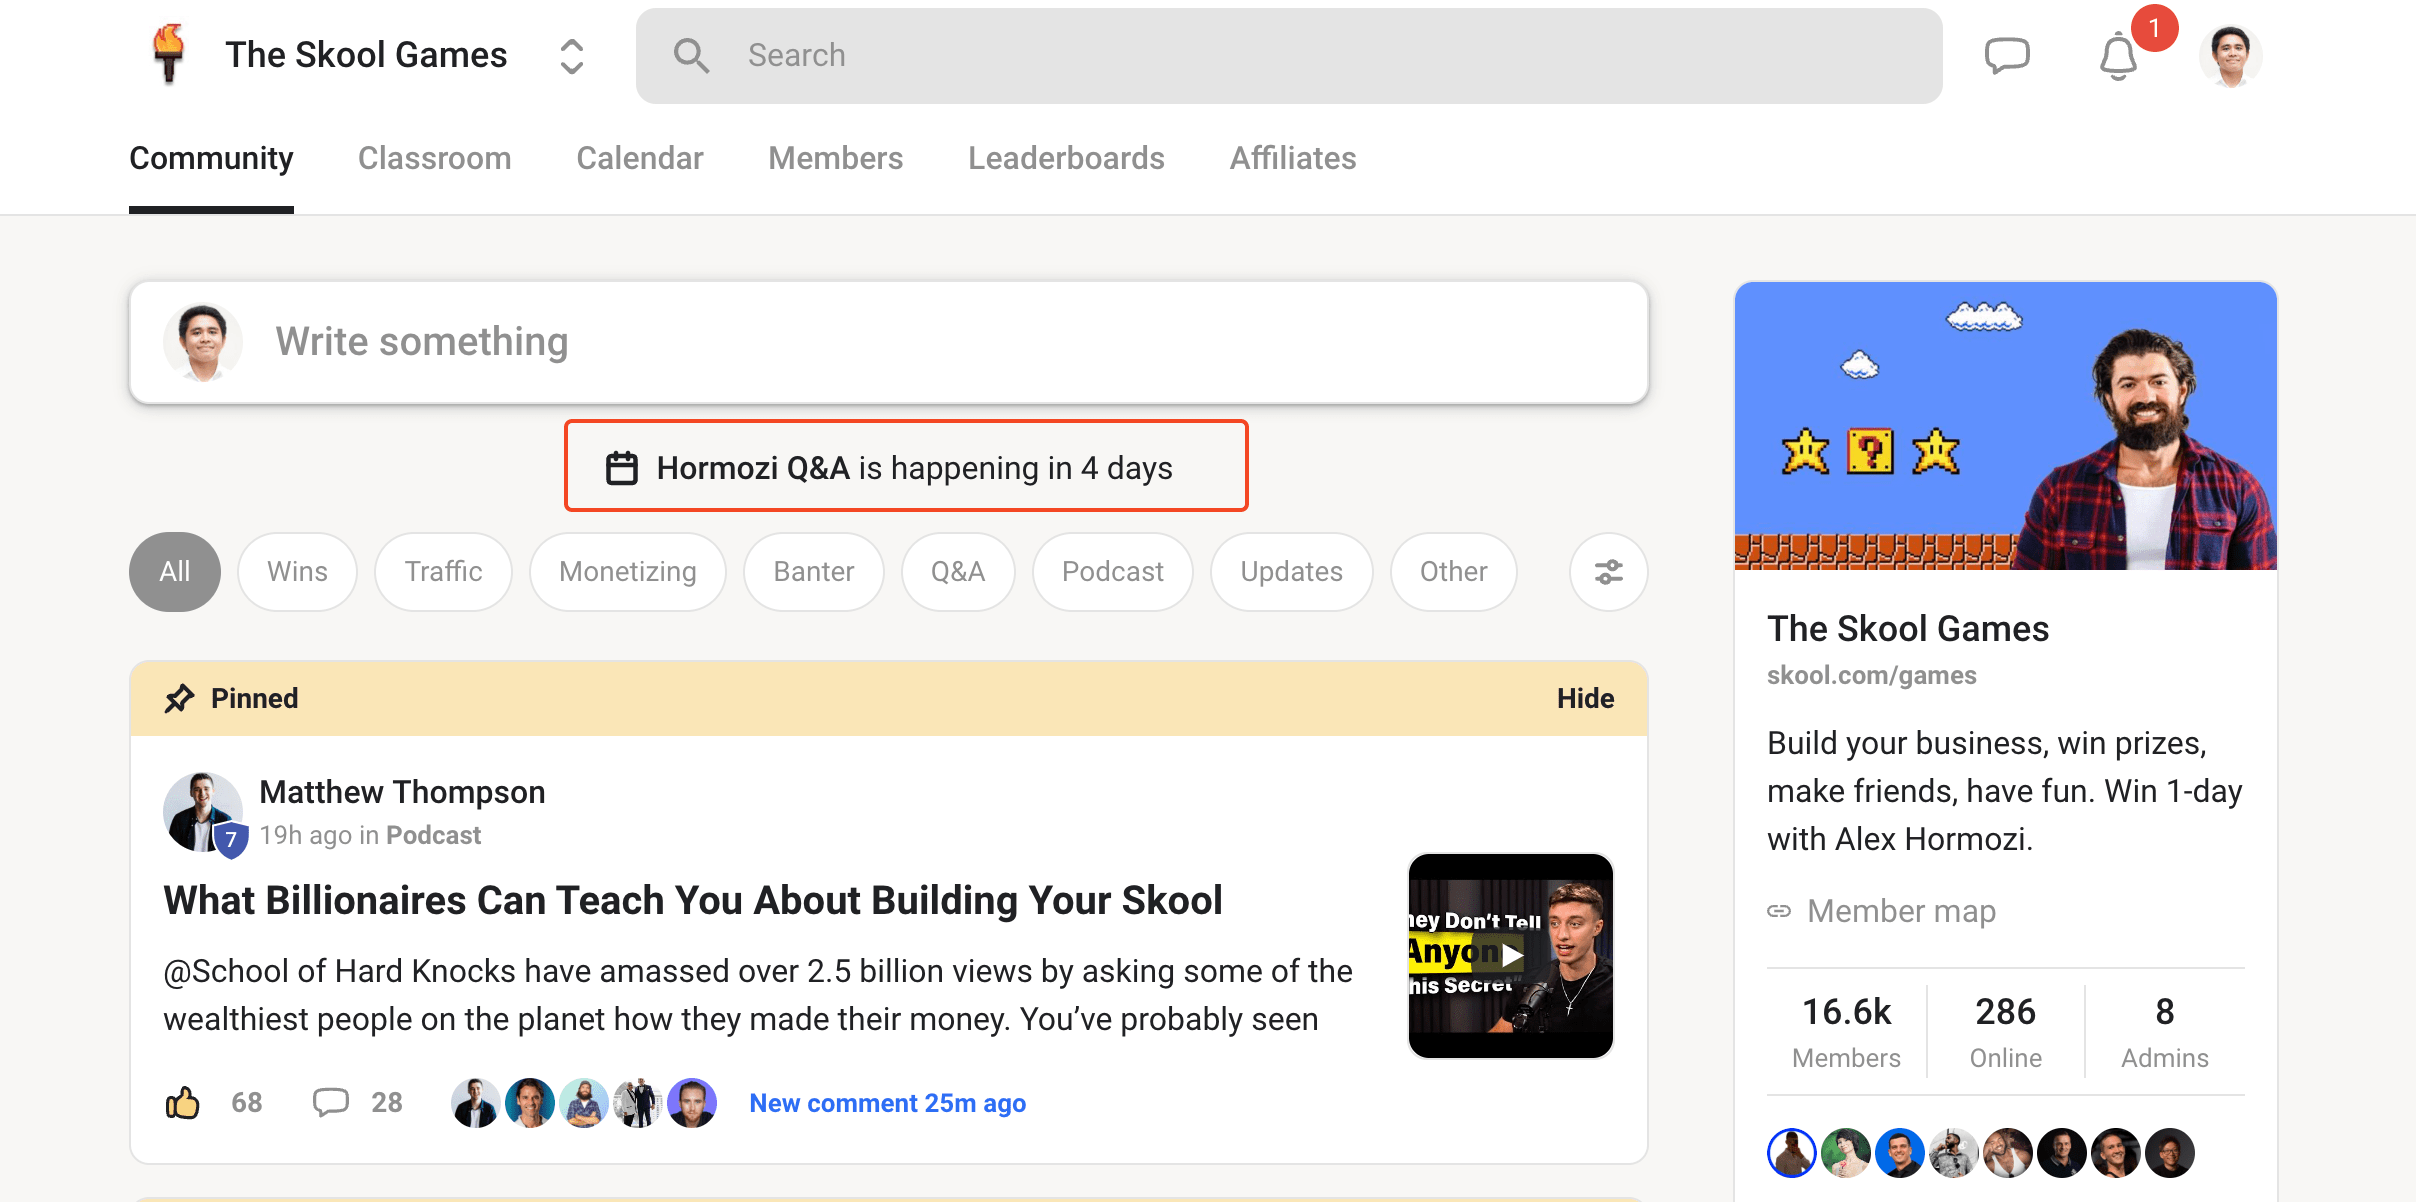 The Skool Games
Search
1
Community Classroom Calendar Members Leaderboards Affiliates
Write something
Hormozi Q&A is happening in 4 days
All Wins Traffic Monetizing Banter Q&A Podcast Updates Other
Pinned Hide
Matthew Thompson
7
19h ago in Podcast
What Billionaires Can Teach You About Building Your Skool
@School of Hard Knocks have amassed over 2.5 billion views by asking some of the
wealthiest people on the planet how they made their money. You’ve probably seen
hey Don't Tell
Anyone
his Secret"
68 28 New comment 25m ago
?
The Skool Games
skool.com/games
Build your business, win prizes,
make friends, have fun. Win 1-day
with Alex Hormozi.
Member map
16.6k 286 8
Members Online Admins